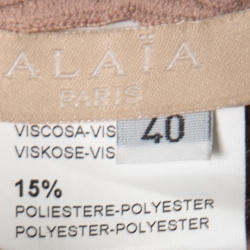 ALAÏA
PARIS
VISCOSA-VIS 40
VISKOSE-VIS
15%
POLIESTERE-POLYESTER
POLYESTER-POLYESTER